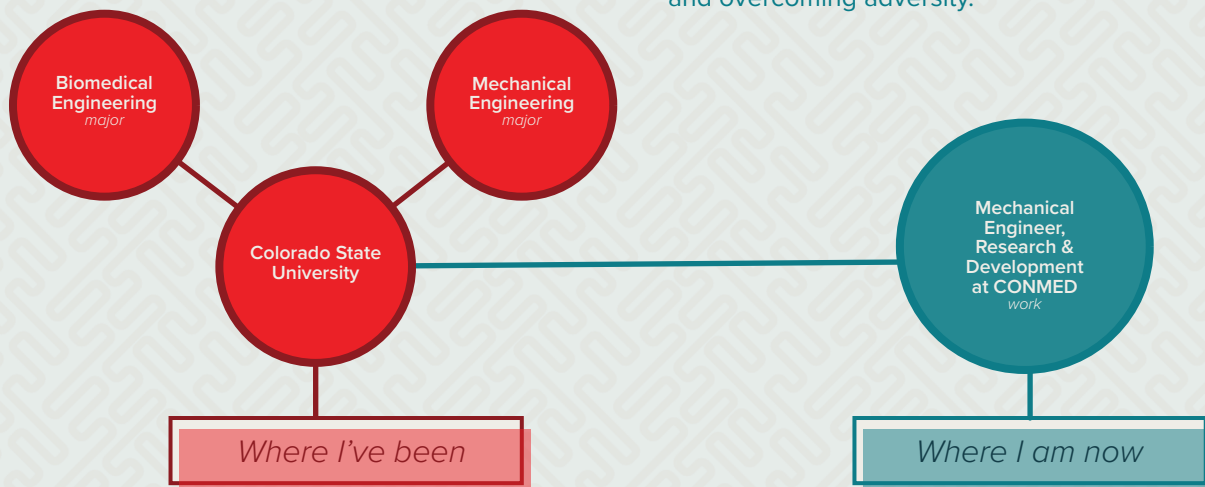 and overcoming adversity.
Biomedical
Engineering
major
Mechanical
Engineering
major
Colorado State
University
Mechanical
Engineer,
Research &
Development
at CONMED
work
Where I've been
Where I am now